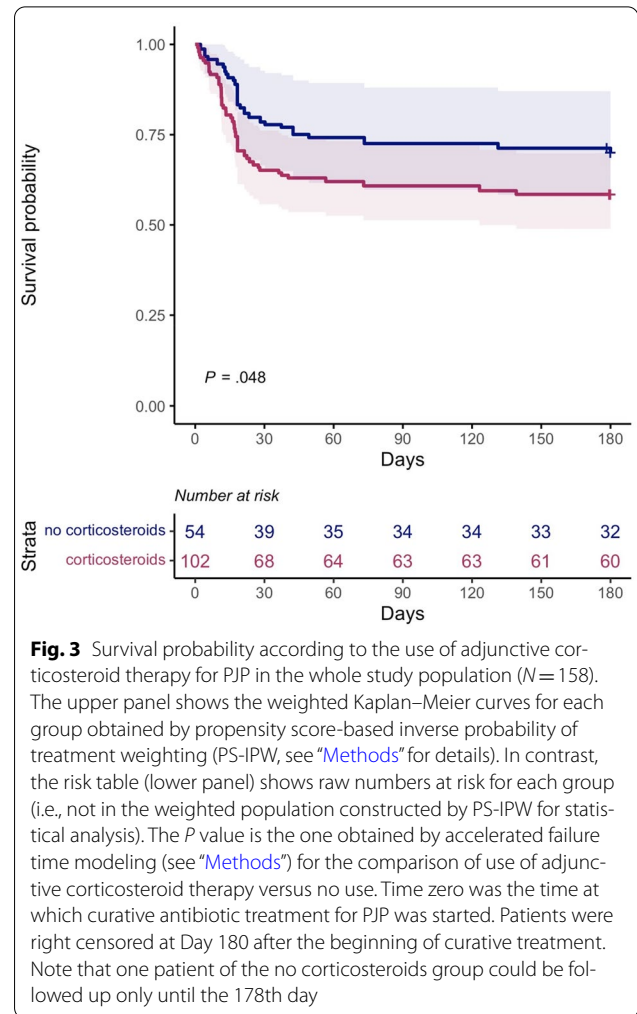 1.00
0.75
0.50
0.25
0.00
Survival probability
P = .048
0 30 60 90 120 150 180
Days
Number at risk
Strata
no corticosteroids 54 39 35 34 34 33 32
corticosteroids 102 68 64 63 63 61 60
0 30 60 90 120 150 180
Days
Fig. 3 Survival probability according to the use of adjunctive cor-
ticosteroid therapy for PJP in the whole study population (N = 158).
The upper panel shows the weighted Kaplan–Meier curves for each
group obtained by propensity score-based inverse probability of
treatment weighting (PS-IPW, see “Methods” for details). In contrast,
the risk table (lower panel) shows raw numbers at risk for each group
(i.e., not in the weighted population constructed by PS-IPW for statis-
tical analysis). The P value is the one obtained by accelerated failure
time modeling (see “Methods”) for the comparison of use of adjunc-
tive corticosteroid therapy versus no use. Time zero was the time at
which curative antibiotic treatment for PJP was started. Patients were
right censored at Day 180 after the beginning of curative treatment.
Note that one patient of the no corticosteroids group could be fol-
lowed up only until the 178th day